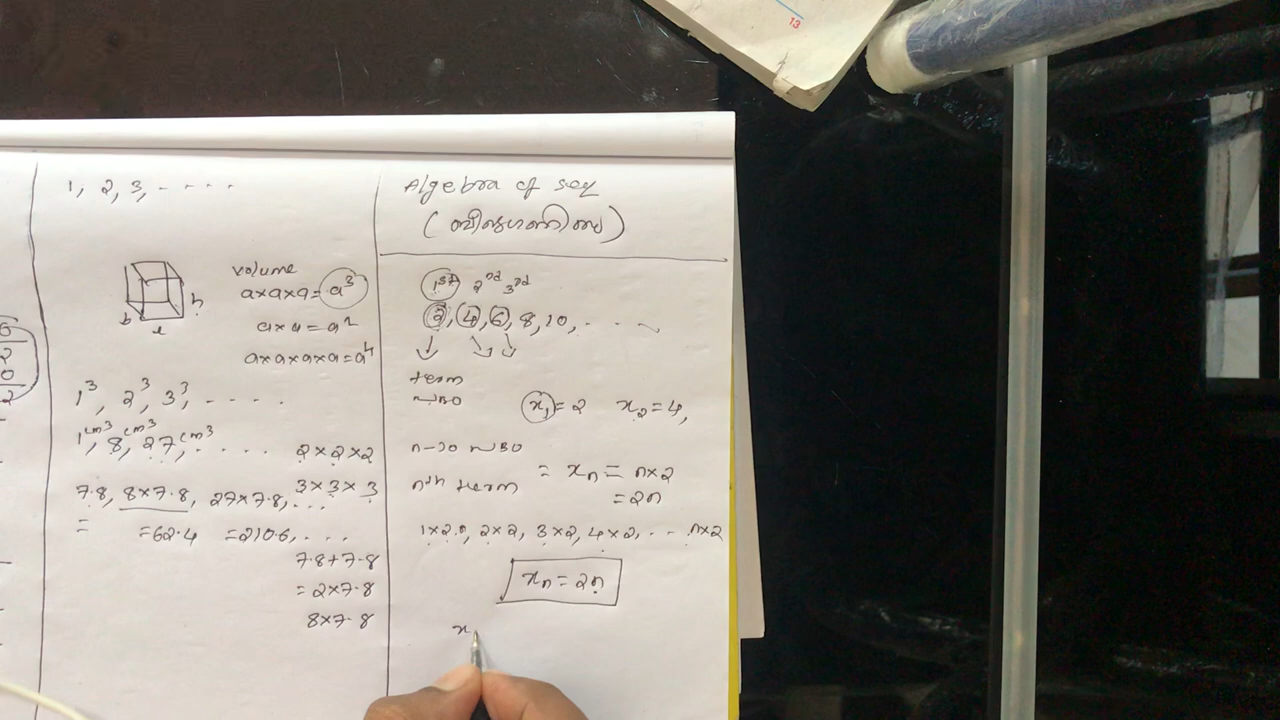 1, 2, 3, ....
volume
a×a×a = a³
a×a = a²
a×a×a×a = a⁴
b l h
1³, 2³, 3³, ....
1cm³, 8cm³, 27cm³, ....
2×2×2
7.8, 8×7.8, 27×7.8, ...
3×3×3
=
=62.4 =210.6, ...
7.8+7.8
=2×7.8
8×7.8
Algebra of seq
(ബീജഗണിതം)
1st 2nd 3rd
2, 4, 6, 8, 10, ....
term
പദം
x₁=2 x₂=4,
n-ാം പദം
nth term
= xₙ = n×2
=2n
1×2, 2×2, 3×2, 4×2, ... n×2
xₙ = 2n
x
13